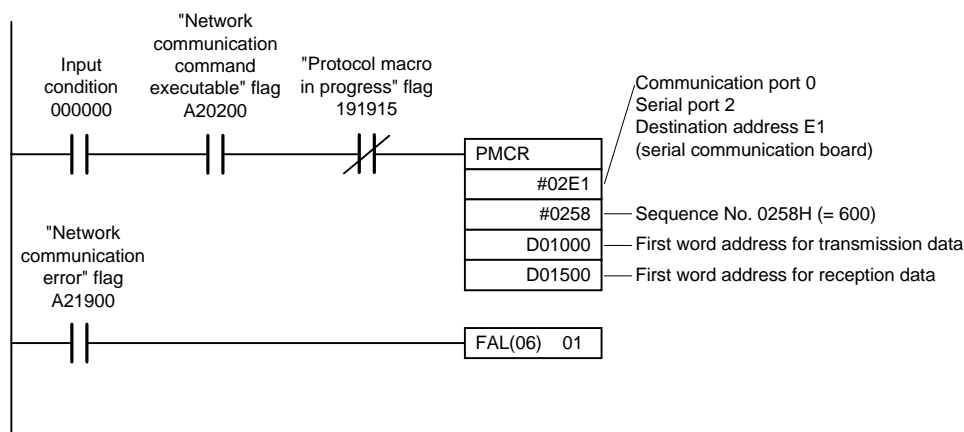 "Network
communication
command
executable" flag
A20200
Input
condition
000000
"Protocol macro
in progress" flag
191915
Communication port 0
Serial port 2
Destination address E1
(serial communication board)
PMCR
#02E1
#0258
Sequence No. 0258H (= 600)
D01000
First word address for transmission data
D01500
First word address for reception data
"Network
communication
error" flag
A21900
FAL(06) 01